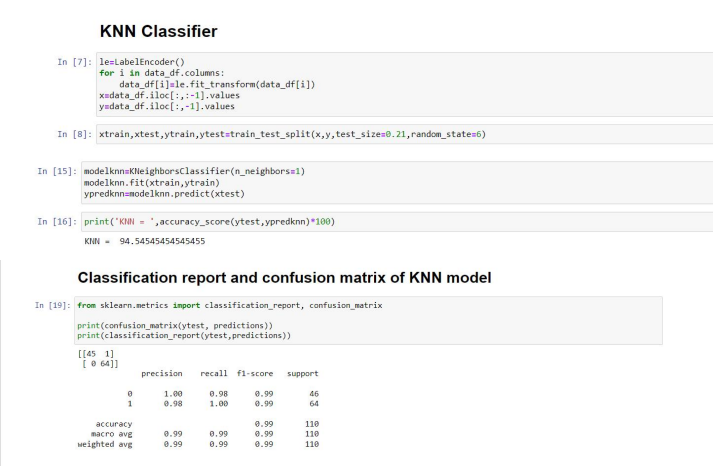 KNN Classifier
In [7]: le=LabelEncoder()
for i in data_df.columns:
    data_df[i]=le.fit_transform(data_df[i])
x=data_df.iloc[:,:-1].values
y=data_df.iloc[:,-1].values
In [8]: xtrain,xtest,ytrain,ytest=train_test_split(x,y,test_size=0.21,random_state=6)
In [15]: modelknn=KNeighborsClassifier(n_neighbors=1)
modelknn.fit(xtrain,ytrain)
ypredknn=modelknn.predict(xtest)
In [16]: print('KNN = ',accuracy_score(ytest,ypredknn)*100)
KNN =  94.54545454545455
Classification report and confusion matrix of KNN model
In [19]: from sklearn.metrics import classification_report, confusion_matrix
print(confusion_matrix(ytest, predictions))
print(classification_report(ytest,predictions))
[[45  1]
 [ 0 64]]
precision    recall  f1-score   support
0       1.00      0.98      0.99        46
1       0.98      1.00      0.99        64
accuracy                           0.99       110
macro avg       0.99      0.99      0.99       110
weighted avg       0.99      0.99      0.99       110